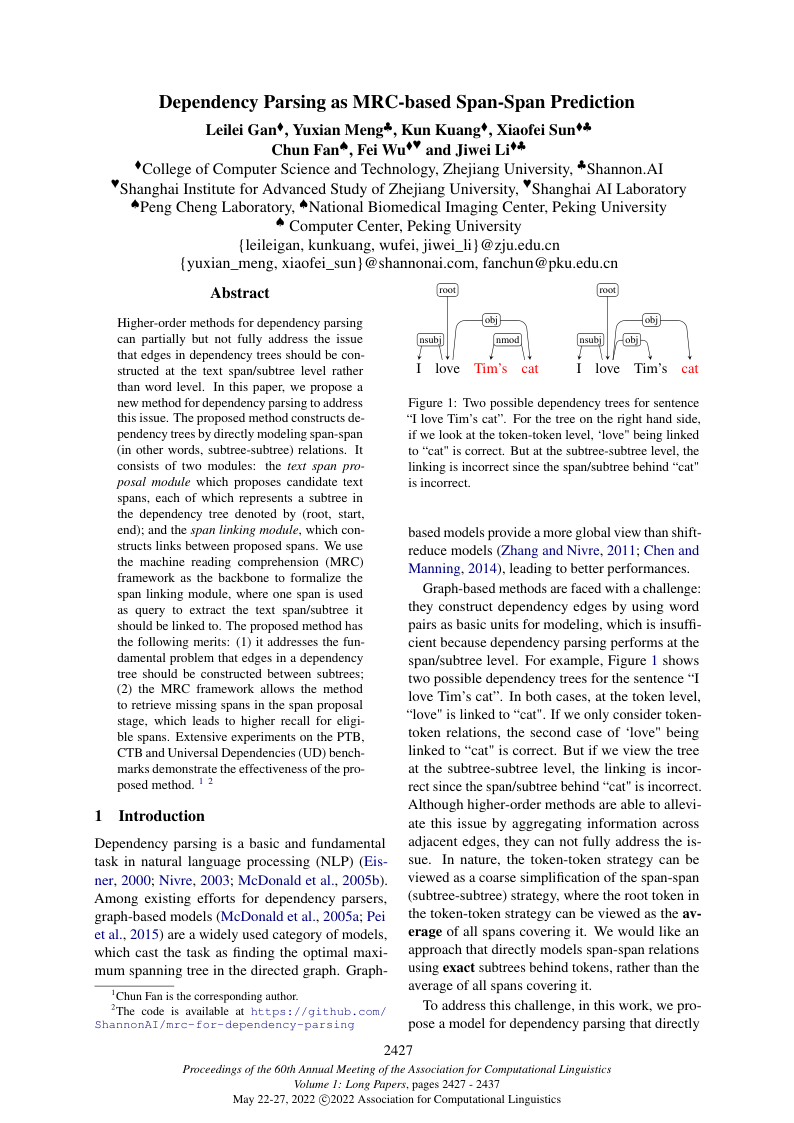 Dependency Parsing as MRC-based Span-Span Prediction
Leilei Gan♦, Yuxian Meng♣, Kun Kuang♦, Xiaofei Sun♦♣
Chun Fan♠, Fei Wu♦♥ and Jiwei Li♦♣
♦College of Computer Science and Technology, Zhejiang University, ♣Shannon.AI
♥Shanghai Institute for Advanced Study of Zhejiang University, ♥Shanghai AI Laboratory
♠Peng Cheng Laboratory, ♠National Biomedical Imaging Center, Peking University
♠ Computer Center, Peking University
{leileigan, kunkuang, wufei, jiwei_li}@zju.edu.cn
{yuxian_meng, xiaofei_sun}@shannonai.com, fanchun@pku.edu.cn
Abstract
Higher-order methods for dependency parsing
can partially but not fully address the issue
that edges in dependency trees should be con-
structed at the text span/subtree level rather
than word level. In this paper, we propose a
new method for dependency parsing to address
this issue. The proposed method constructs de-
pendency trees by directly modeling span-span
(in other words, subtree-subtree) relations. It
consists of two modules: the text span pro-
posal module which proposes candidate text
spans, each of which represents a subtree in
the dependency tree denoted by (root, start,
end); and the span linking module, which con-
structs links between proposed spans. We use
the machine reading comprehension (MRC)
framework as the backbone to formalize the
span linking module, where one span is used
as query to extract the text span/subtree it
should be linked to. The proposed method has
the following merits: (1) it addresses the fun-
damental problem that edges in a dependency
tree should be constructed between subtrees;
(2) the MRC framework allows the method
to retrieve missing spans in the span proposal
stage, which leads to higher recall for eligi-
ble spans. Extensive experiments on the PTB,
CTB and Universal Dependencies (UD) bench-
marks demonstrate the effectiveness of the pro-
posed method. 1 2
1 Introduction
Dependency parsing is a basic and fundamental
task in natural language processing (NLP) (Eis-
ner, 2000; Nivre, 2003; McDonald et al., 2005b).
Among existing efforts for dependency parsers,
graph-based models (McDonald et al., 2005a; Pei
et al., 2015) are a widely used category of models,
which cast the task as finding the optimal maxi-
mum spanning tree in the directed graph. Graph-
1Chun Fan is the corresponding author.
2The code is available at https://github.com/
ShannonAI/mrc-for-dependency-parsing
root
root
obj
obj
nsubj
nmod
nsubj
obj
I love Tim's cat
I love Tim's cat
Figure 1: Two possible dependency trees for sentence
“I love Tim’s cat”. For the tree on the right hand side,
if we look at the token-token level, ‘love" being linked
to “cat" is correct. But at the subtree-subtree level, the
linking is incorrect since the span/subtree behind “cat"
is incorrect.
based models provide a more global view than shift-
reduce models (Zhang and Nivre, 2011; Chen and
Manning, 2014), leading to better performances.
Graph-based methods are faced with a challenge:
they construct dependency edges by using word
pairs as basic units for modeling, which is insuffi-
cient because dependency parsing performs at the
span/subtree level. For example, Figure 1 shows
two possible dependency trees for the sentence “I
love Tim’s cat”. In both cases, at the token level,
“love" is linked to “cat". If we only consider token-
token relations, the second case of ‘love" being
linked to “cat" is correct. But if we view the tree
at the subtree-subtree level, the linking is incor-
rect since the span/subtree behind “cat" is incorrect.
Although higher-order methods are able to allevi-
ate this issue by aggregating information across
adjacent edges, they can not fully address the is-
sue. In nature, the token-token strategy can be
viewed as a coarse simplification of the span-span
(subtree-subtree) strategy, where the root token in
the token-token strategy can be viewed as the av-
erage of all spans covering it. We would like an
approach that directly models span-span relations
using exact subtrees behind tokens, rather than the
average of all spans covering it.
To address this challenge, in this work, we pro-
pose a model for dependency parsing that directly
2427
Proceedings of the 60th Annual Meeting of the Association for Computational Linguistics
Volume 1: Long Papers, pages 2427 - 2437
May 22-27, 2022 ©2022 Association for Computational Linguistics